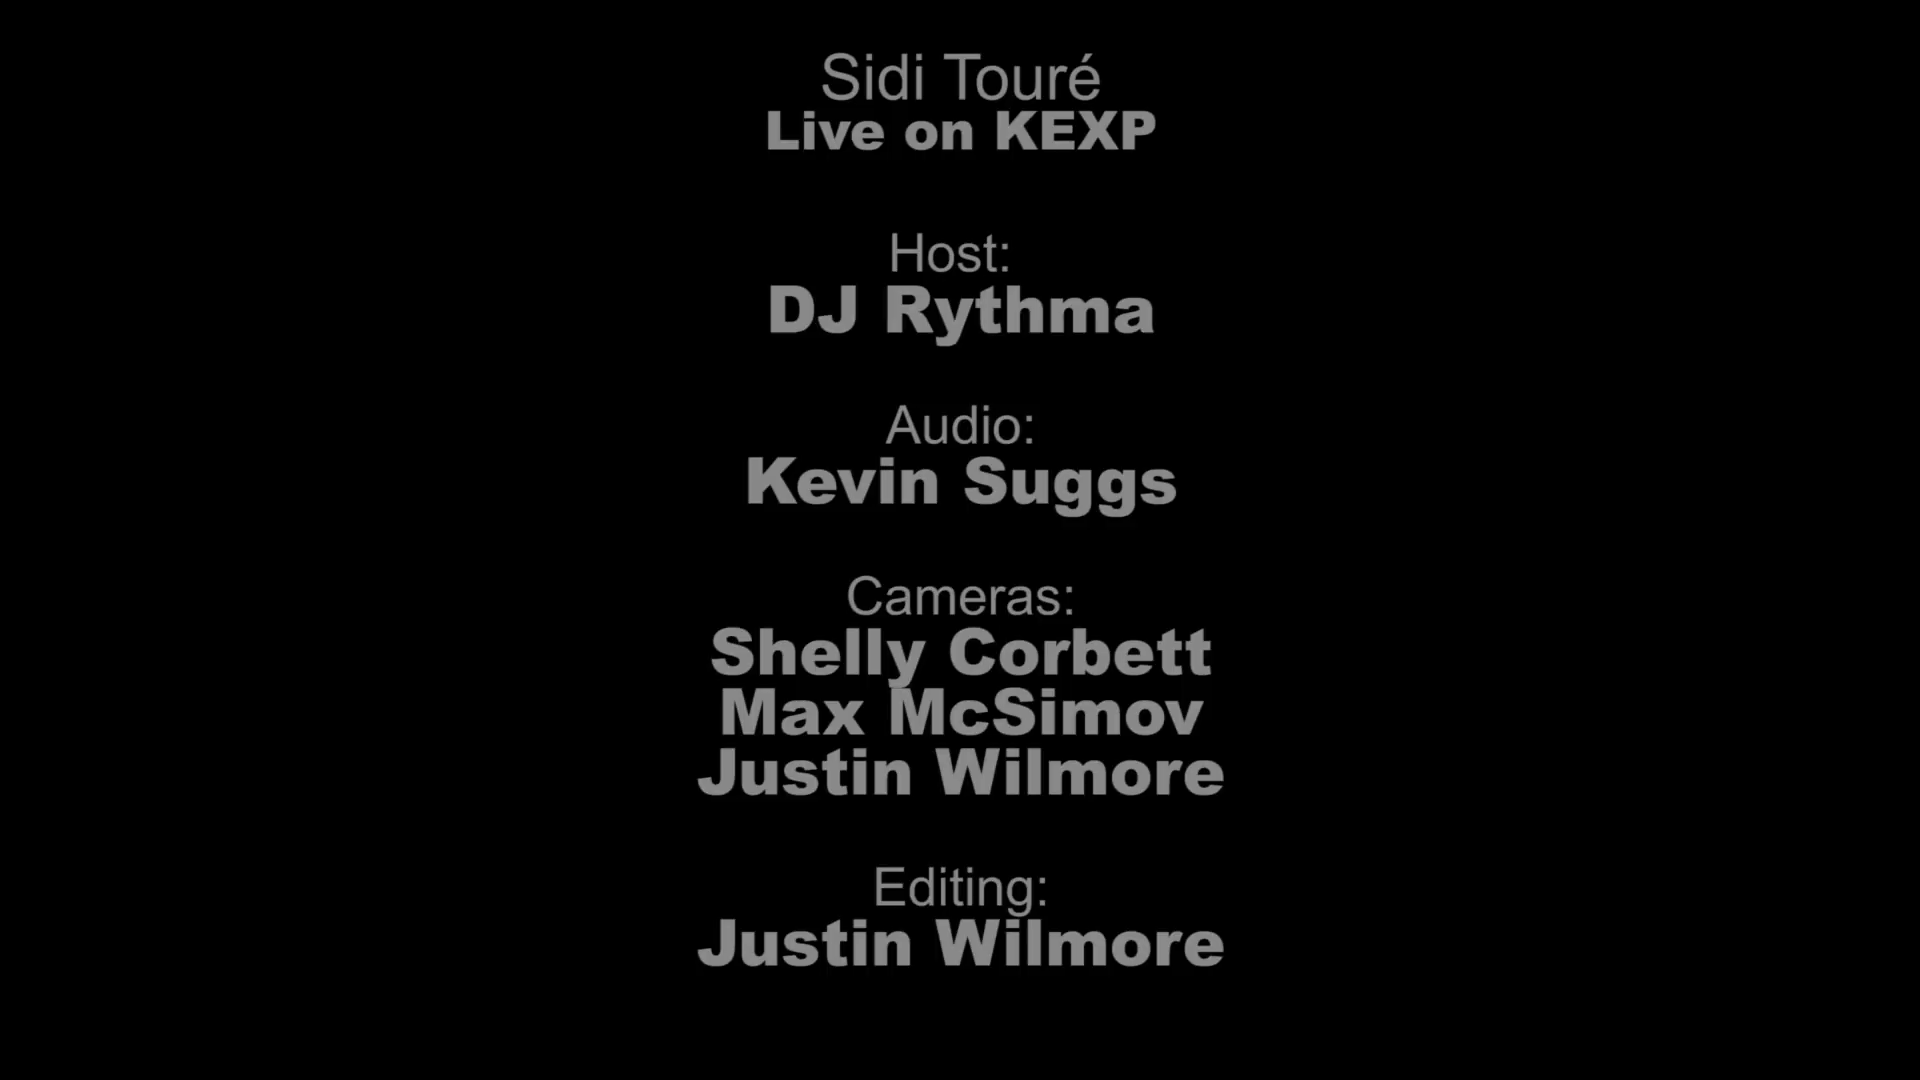 Sidi Touré
Live on KEXP
Host:
DJ Rythma
Audio:
Kevin Suggs
Cameras:
Shelly Corbett
Max McSimov
Justin Wilmore
Editing:
Justin Wilmore